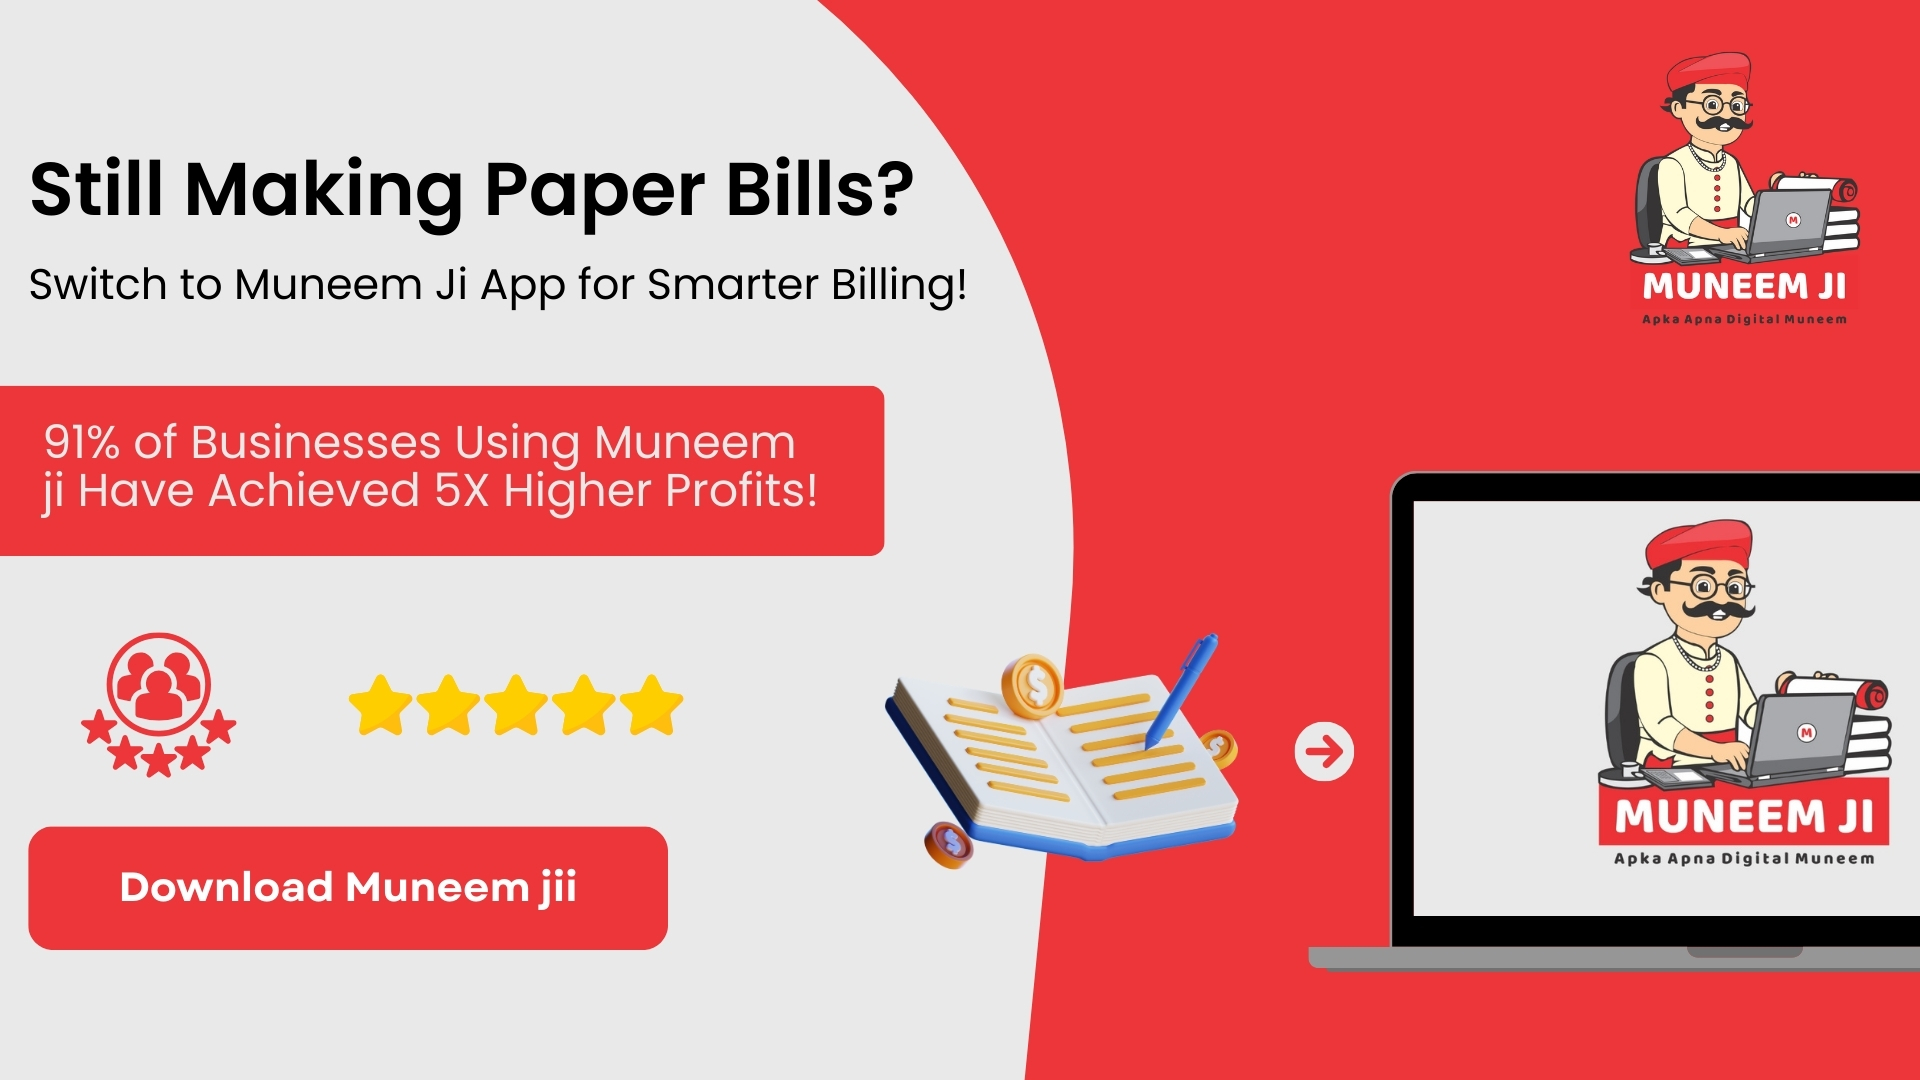 Still Making Paper Bills?
Switch to Muneem Ji App for Smarter Billing!
91% of Businesses Using Muneem
ji Have Achieved 5X Higher Profits!
Download Muneem jii
M
MUNEEM JI
Apka Apna Digital Muneem
$
$
$
M
MUNEEM JI
Apka Apna Digital Muneem